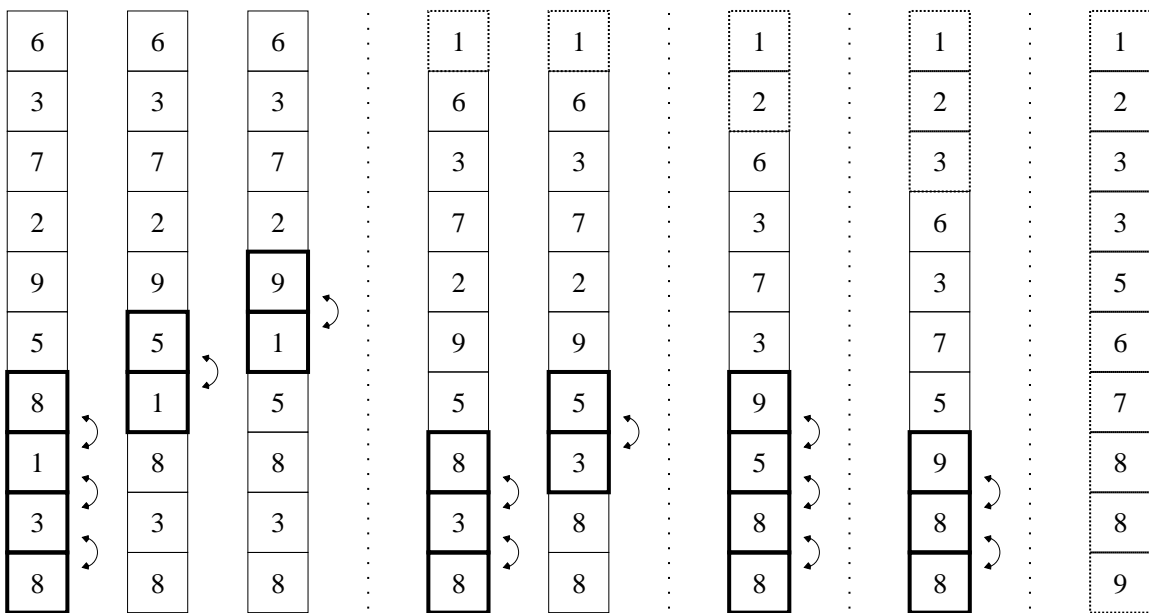 6 6 6 1 1 1 1 1
3 3 3 6 6 2 2 2
7 7 7 3 3 6 3 3
2 2 2 7 7 3 6 3
9 9 9 2 2 7 3 5
5 5 1 9 9 3 7 6
8 1 5 5 5 9 5 7
1 8 8 8 3 5 9 8
3 3 3 3 8 8 8 8
8 8 8 8 8 8 8 9